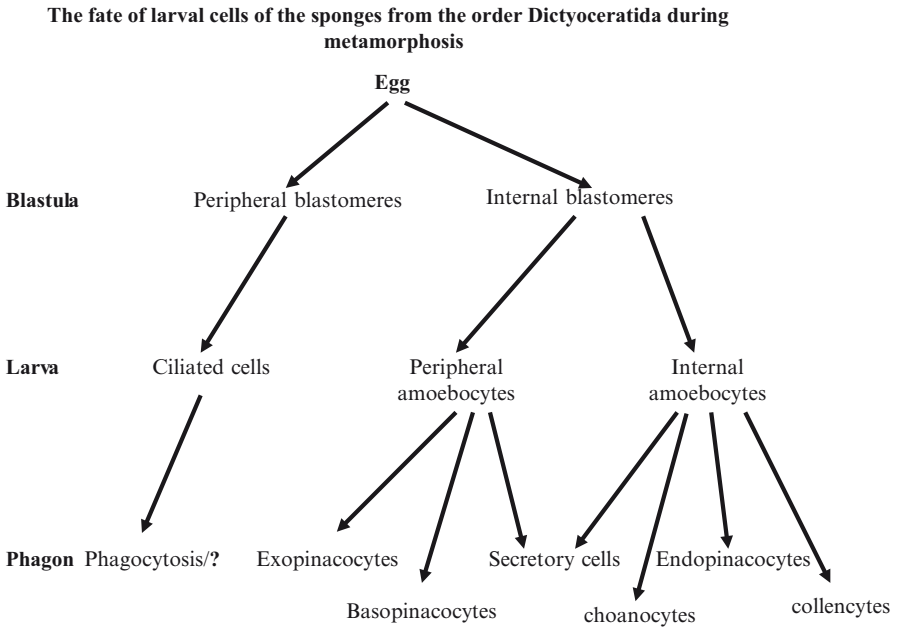 The fate of larval cells of the sponges from the order Dictyoceratida during
metamorphosis
Egg
Blastula Peripheral blastomeres Internal blastomeres
Larva Ciliated cells Peripheral amoebocytes Internal amoebocytes
Phagon Phagocytosis/? Exopinacocytes Secretory cells Endopinacocytes
Basopinacocytes choanocytes collencytes